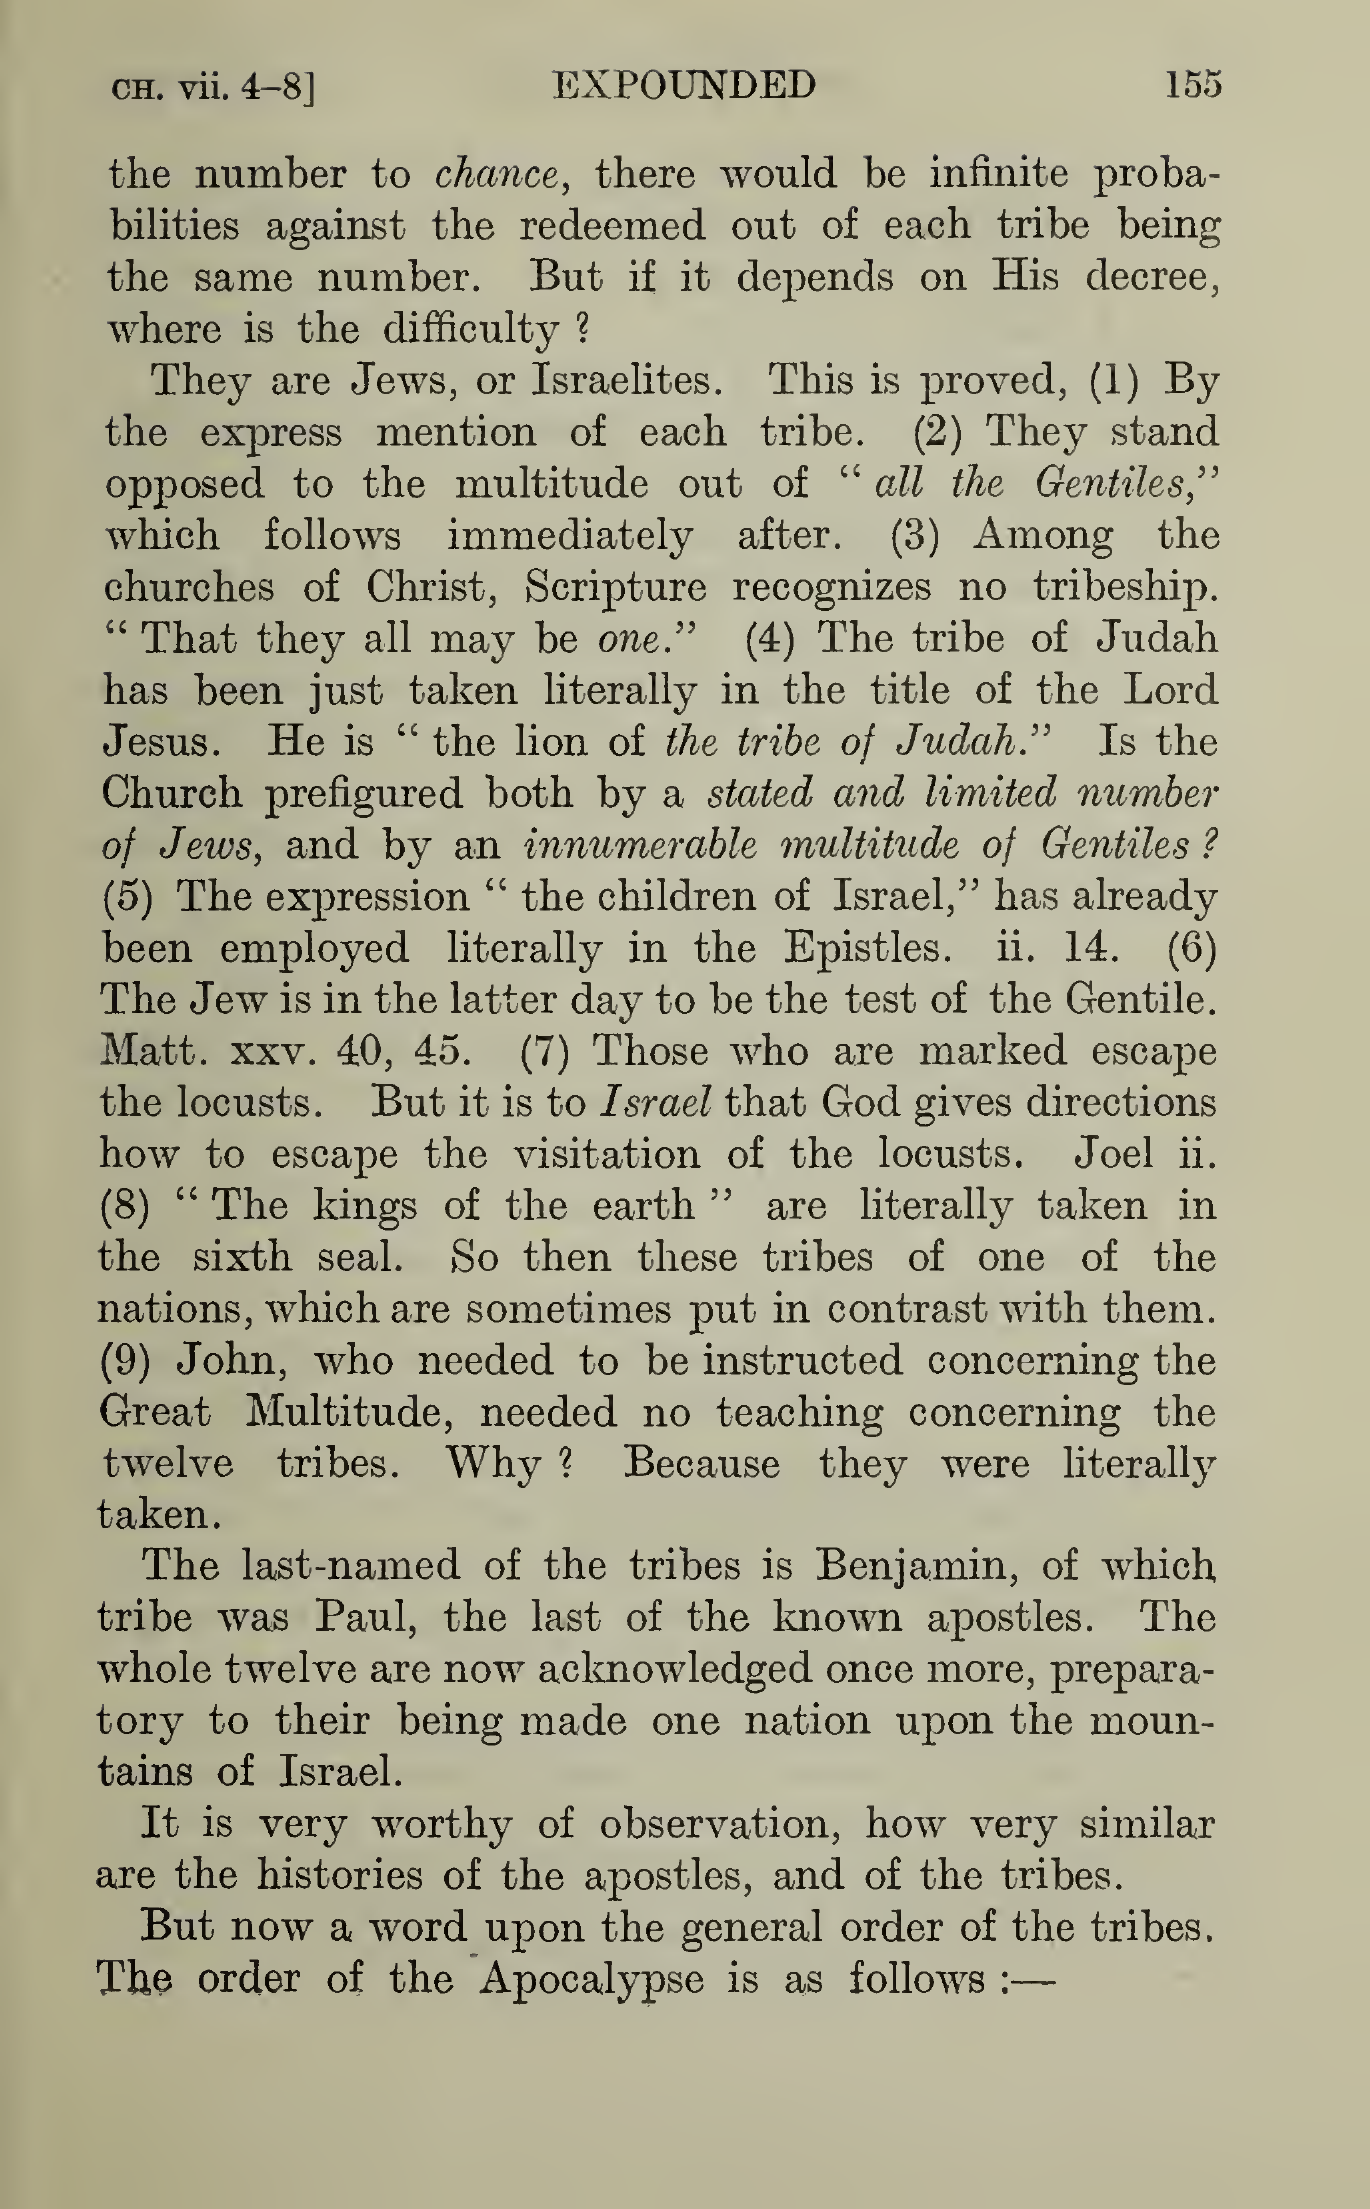 CH. vii. 4–8] EXPOUNDED 155
the number to chance, there would be infinite proba-
bilities against the redeemed out of each tribe being
the same number. But if it depends on His decree,
where is the difficulty ?
They are Jews, or Israelites. This is proved, (1) By
the express mention of each tribe. (2) They stand
opposed to the multitude out of “ all the Gentiles,”
which follows immediately after. (3) Among the
churches of Christ, Scripture recognizes no tribeship.
“ That they all may be one.” (4) The tribe of Judah
has been just taken literally in the title of the Lord
Jesus. He is “ the lion of the tribe of Judah.” Is the
Church prefigured both by a stated and limited number
of Jews, and by an innumerable multitude of Gentiles ?
(5) The expression “ the children of Israel,” has already
been employed literally in the Epistles. ii. 14. (6)
The Jew is in the latter day to be the test of the Gentile.
Matt. xxv. 40, 45. (7) Those who are marked escape
the locusts. But it is to Israel that God gives directions
how to escape the visitation of the locusts. Joel ii.
(8) “ The kings of the earth ” are literally taken in
the sixth seal. So then these tribes of one of the
nations, which are sometimes put in contrast with them.
(9) John, who needed to be instructed concerning the
Great Multitude, needed no teaching concerning the
twelve tribes. Why ? Because they were literally
taken.
The last-named of the tribes is Benjamin, of which
tribe was Paul, the last of the known apostles. The
whole twelve are now acknowledged once more, prepara-
tory to their being made one nation upon the moun-
tains of Israel.
It is very worthy of observation, how very similar
are the histories of the apostles, and of the tribes.
But now a word upon the general order of the tribes.
The order of the Apocalypse is as follows :—